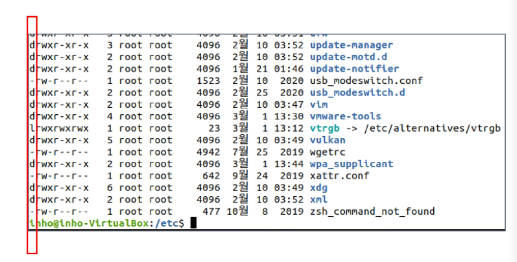 drwxr-xr-x 3 root root 4096 2월 10 03:52 update-manager
drwxr-xr-x 2 root root 4096 2월 10 03:52 update-motd.d
drwxr-xr-x 2 root root 4096 1월 21 01:46 update-notifier
-rw-r--r-- 1 root root 1523 2월 10 2020 usb_modeswitch.conf
drwxr-xr-x 2 root root 4096 2월 25 2020 usb_modeswitch.d
drwxr-xr-x 2 root root 4096 2월 10 03:47 vim
drwxr-xr-x 4 root root 4096 3월 1 13:30 vmware-tools
lrwxrwxrwx 1 root root 23 3월 1 13:12 vtrgb -> /etc/alternatives/vtrgb
drwxr-xr-x 5 root root 4096 2월 10 03:49 vulkan
-rw-r--r-- 1 root root 4942 7월 25 2019 wgetrc
drwxr-xr-x 2 root root 4096 3월 1 13:44 wpa_supplicant
-rw-r--r-- 1 root root 642 9월 24 2019 xattr.conf
drwxr-xr-x 6 root root 4096 2월 10 03:49 xdg
drwxr-xr-x 2 root root 4096 2월 10 03:52 xml
-rw-r--r-- 1 root root 477 10월 8 2019 zsh_command_not_found
inho@inho-VirtualBox:/etc$